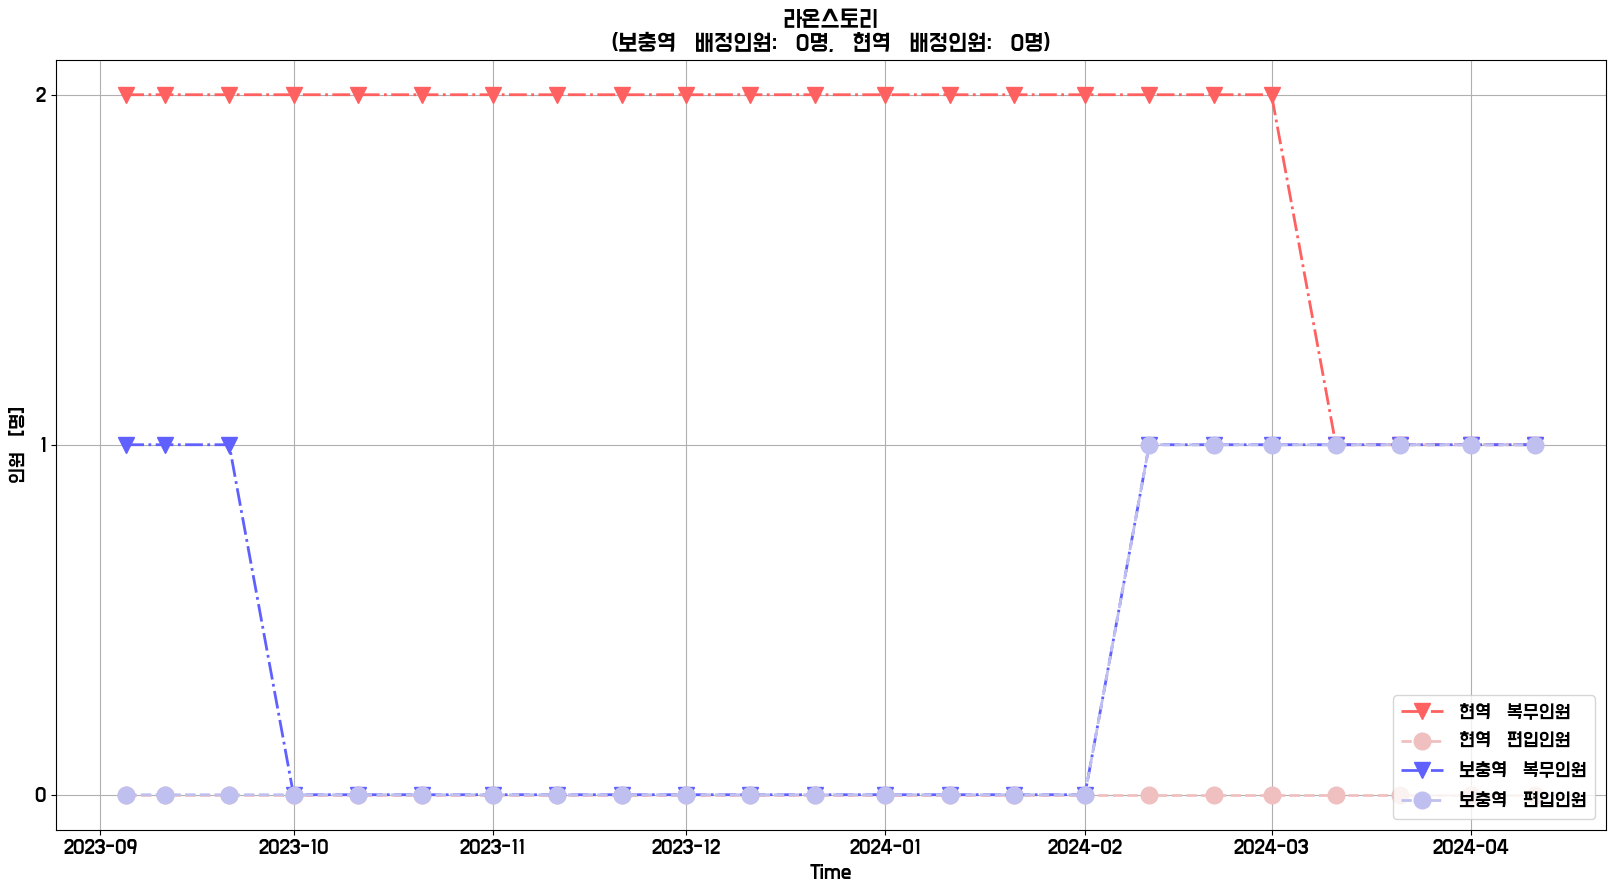 라온스토리
(보충역 배정인원: 0명, 현역 배정인원: 0명)
2
1
0
인원 [명]
현역 복무인원
현역 편입인원
보충역 복무인원
보충역 편입인원
2023-09 2023-10 2023-11 2023-12 2024-01 2024-02 2024-03 2024-04
Time